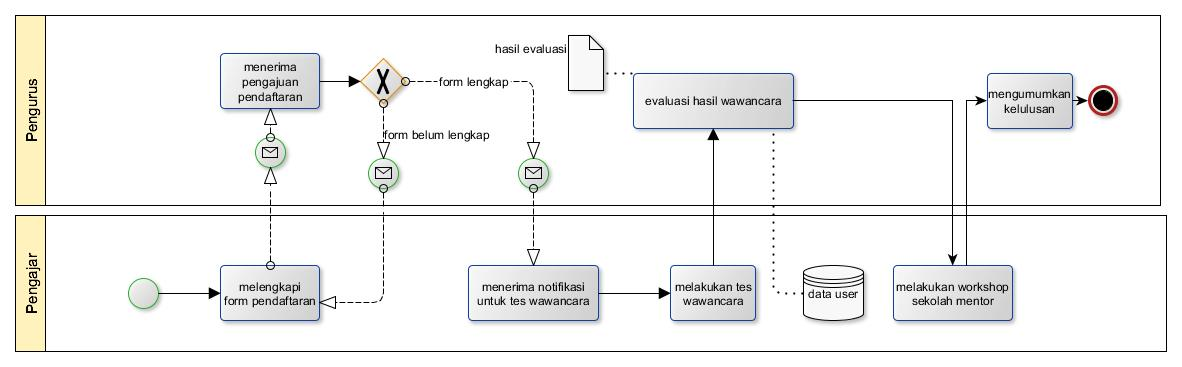 Pengurus
menerima
pengajuan
pendaftaran
form lengkap
form belum lengkap
hasil evaluasi
evaluasi hasil wawancara
mengumumkan
kelulusan
Pengajar
melengkapi
form pendaftaran
menerima notifikasi
untuk tes wawancara
melakukan tes
wawancara
data user
melakukan workshop
sekolah mentor